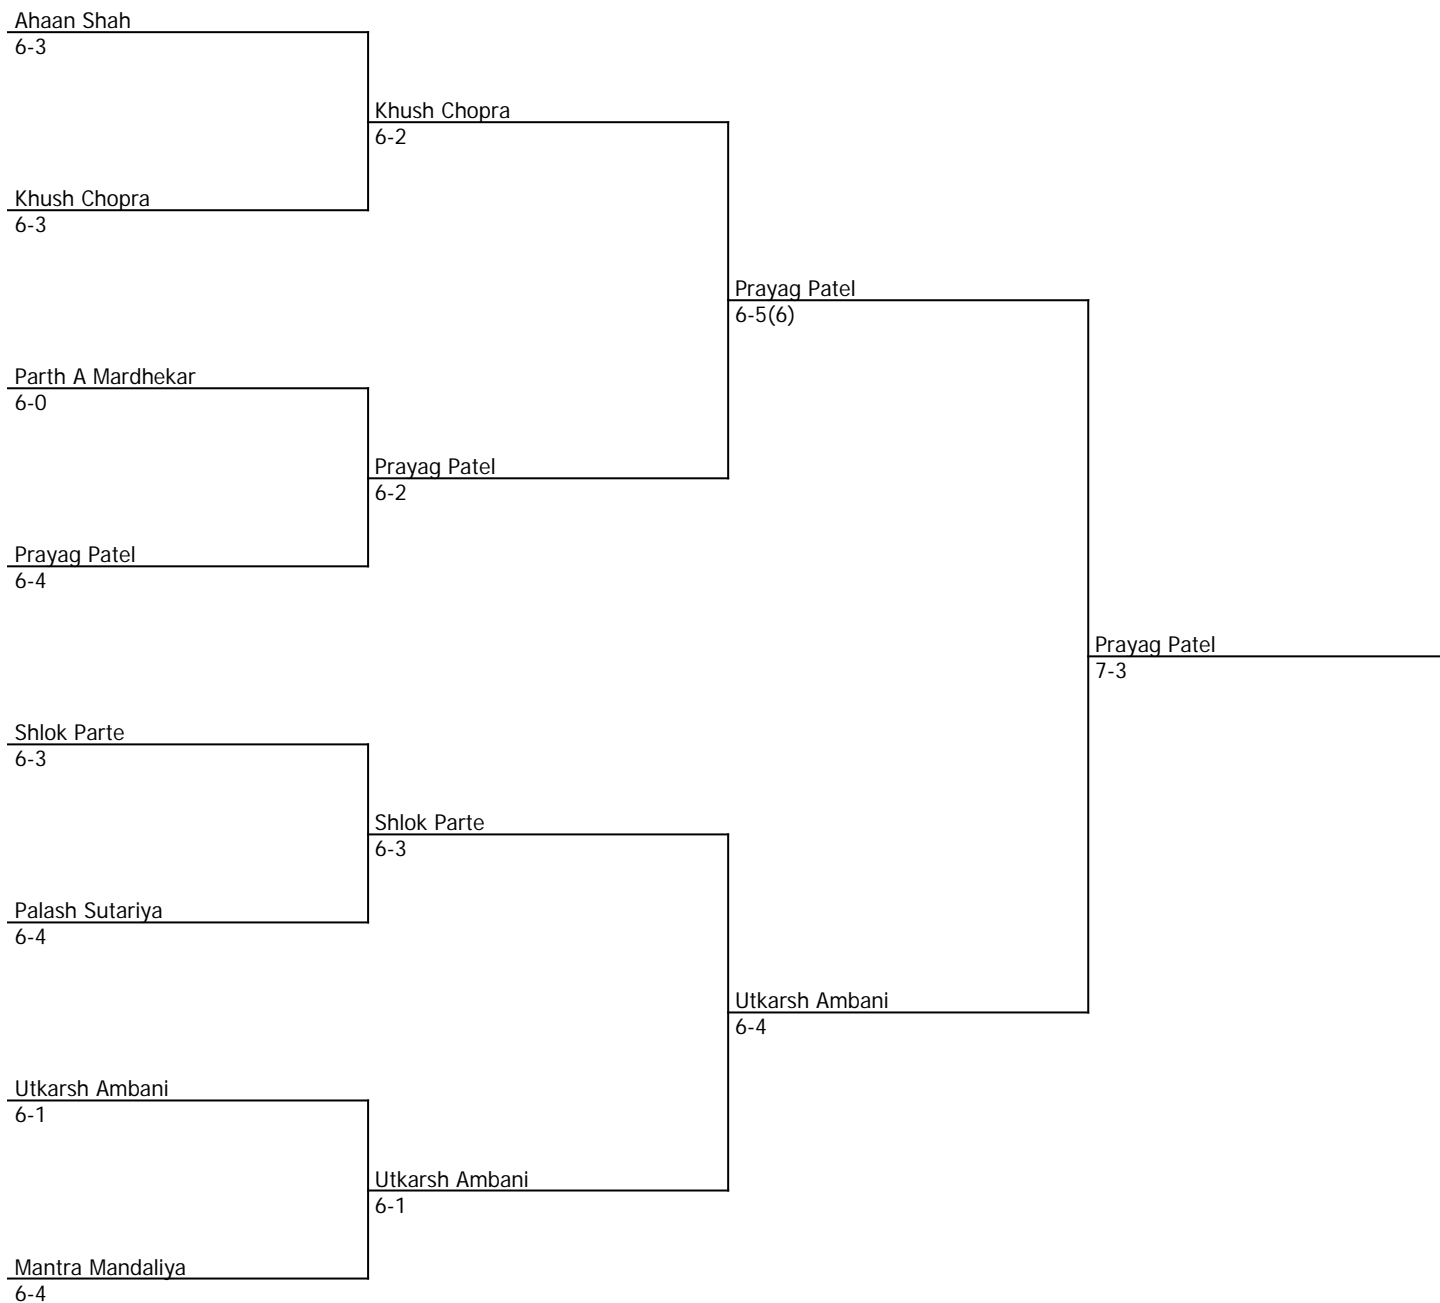 Ahaan Shah
6-3
Khush Chopra
6-2
Khush Chopra
6-3
Prayag Patel
6-5(6)
Parth A Mardhekar
6-0
Prayag Patel
6-2
Prayag Patel
6-4
Prayag Patel
7-3
Shlok Parte
6-3
Shlok Parte
6-3
Palash Sutariya
6-4
Utkarsh Ambani
6-4
Utkarsh Ambani
6-1
Utkarsh Ambani
6-1
Mantra Mandaliya
6-4